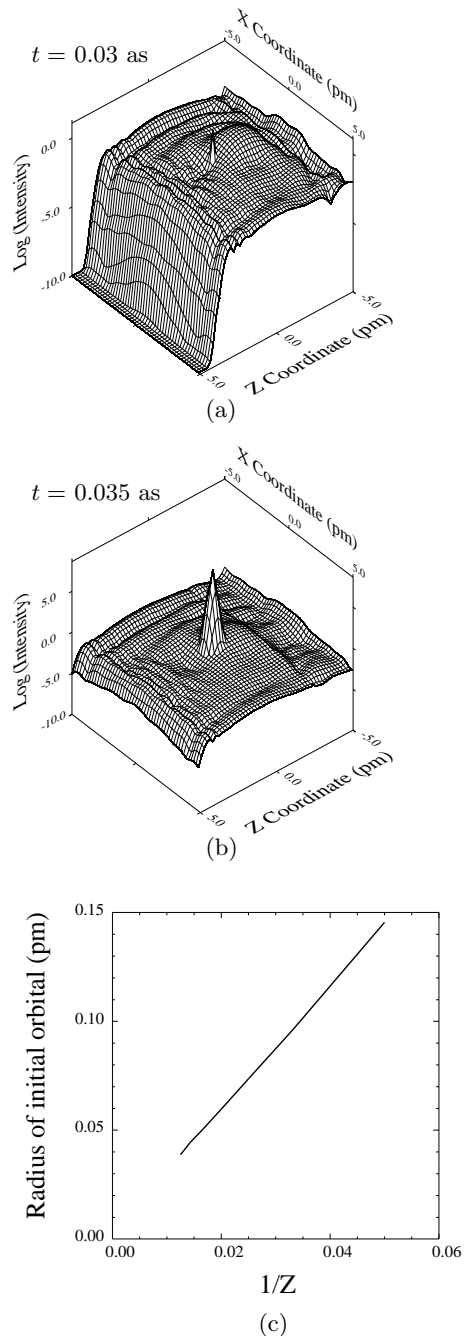 t = 0.03 as
X Coordinate (pm)
-5.0
0.0
5.0
Log (Intensity)
0.0
-5.0
-10.0
5.0
0.0
-5.0
Z Coordinate (pm)
(a)
t = 0.035 as
X Coordinate (pm)
-5.0
0.0
5.0
Log (Intensity)
5.0
0.0
-5.0
-10.0
5.0
0.0
-5.0
Z Coordinate (pm)
(b)
Radius of initial orbital (pm)
0.15
0.10
0.05
0.00
0.00 0.02 0.04 0.06
1/Z
(c)